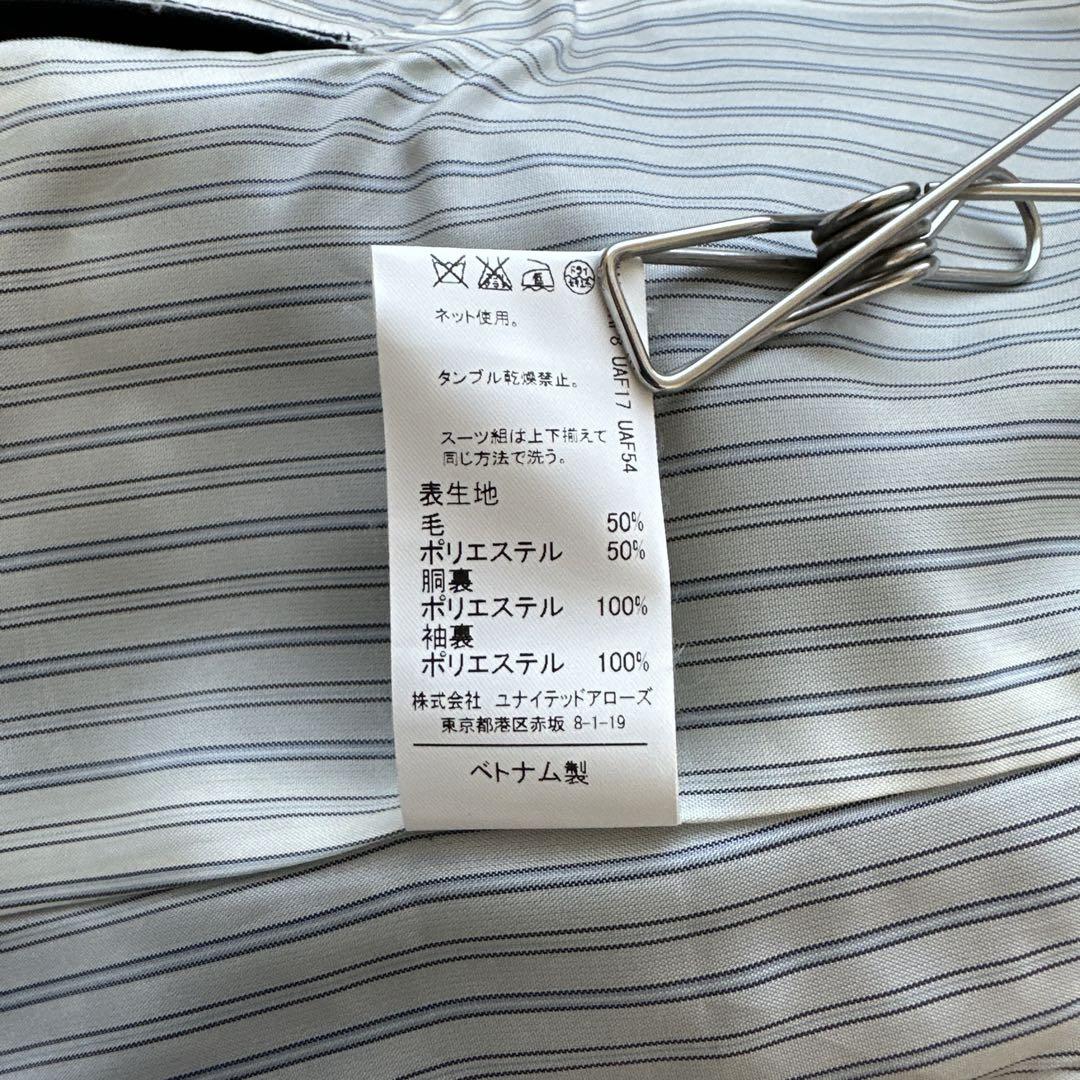 ネット使用。
タンブル乾燥禁止。
スーツ組は上下揃えて
同じ方法で洗う。
UAF17 UAF54
表生地
毛 50%
ポリエステル 50%
胴裏
ポリエステル 100%
袖裏
ポリエステル 100%
株式会社 ユナイテッドアローズ
東京都港区赤坂 8-1-19
ベトナム製